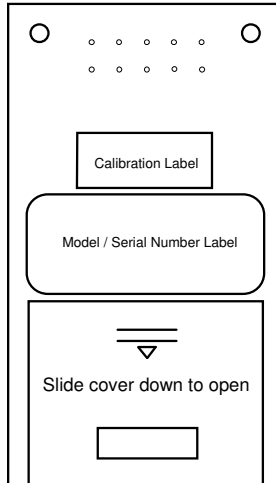 Calibration Label
Model / Serial Number Label
Slide cover down to open